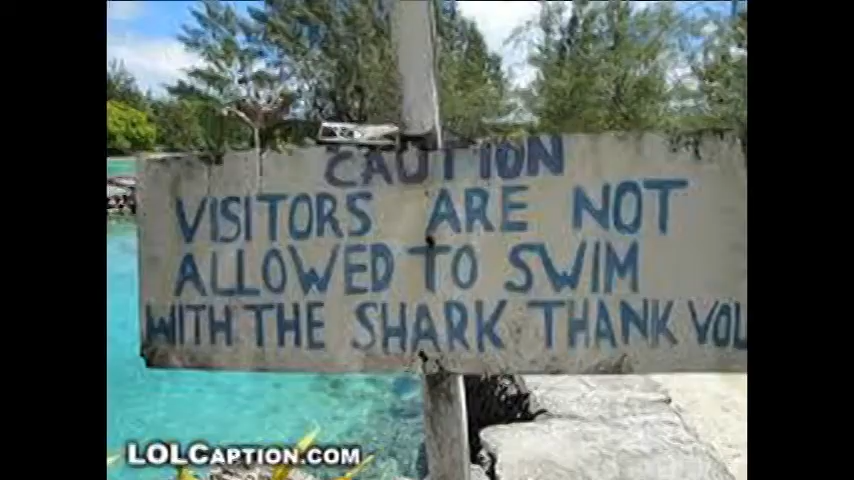 CAUTION
VISITORS ARE NOT
ALLOWED TO SWIM
WITH THE SHARK THANK YOU
LOLCAPTION.COM